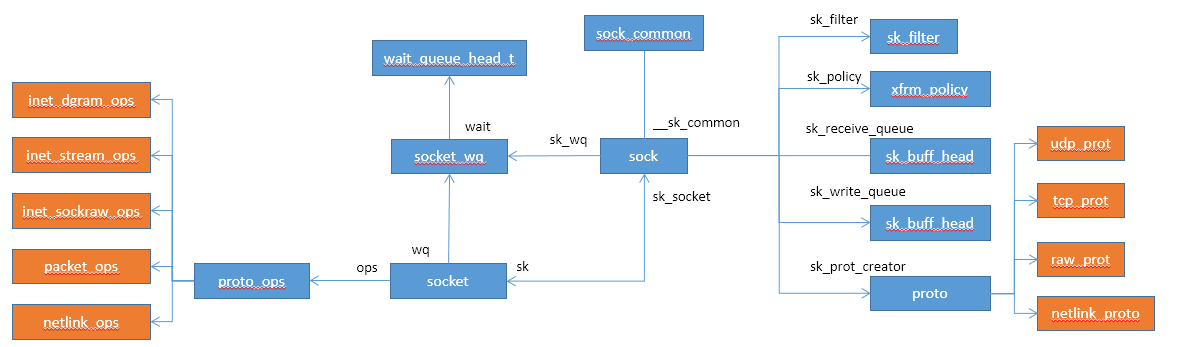 sk_filter
sock_common
sk_filter
wait_queue_head_t
sk_policy
inet_dgram_ops
xfrm_policy
wait
__sk_common
sk_receive_queue
sk_wq
udp_prot
inet_stream_ops
socket_wq
sock
sk_buff_head
sk_socket
sk_write_queue
tcp_prot
inet_sockraw_ops
sk_buff_head
wq
raw_prot
packet_ops
ops
sk
sk_prot_creator
proto_ops
socket
proto
netlink_ops
netlink_proto